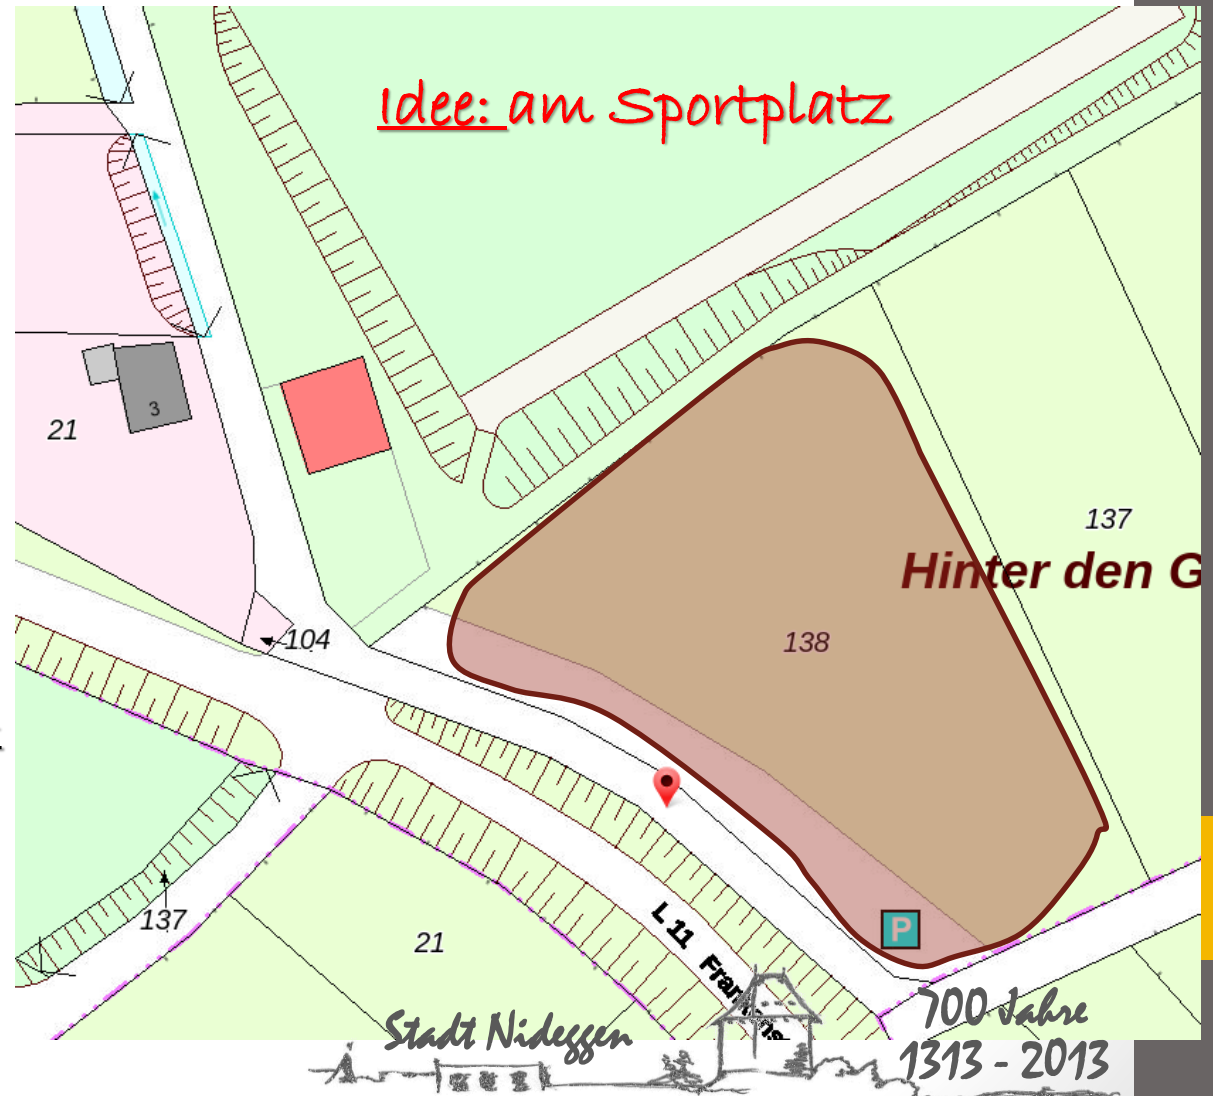 Idee: am Sportplatz
3
21
137
Hinter den G
104
138
137
21
P
L 11
Stadt Nideggen
700 Jahre
1313 - 2013